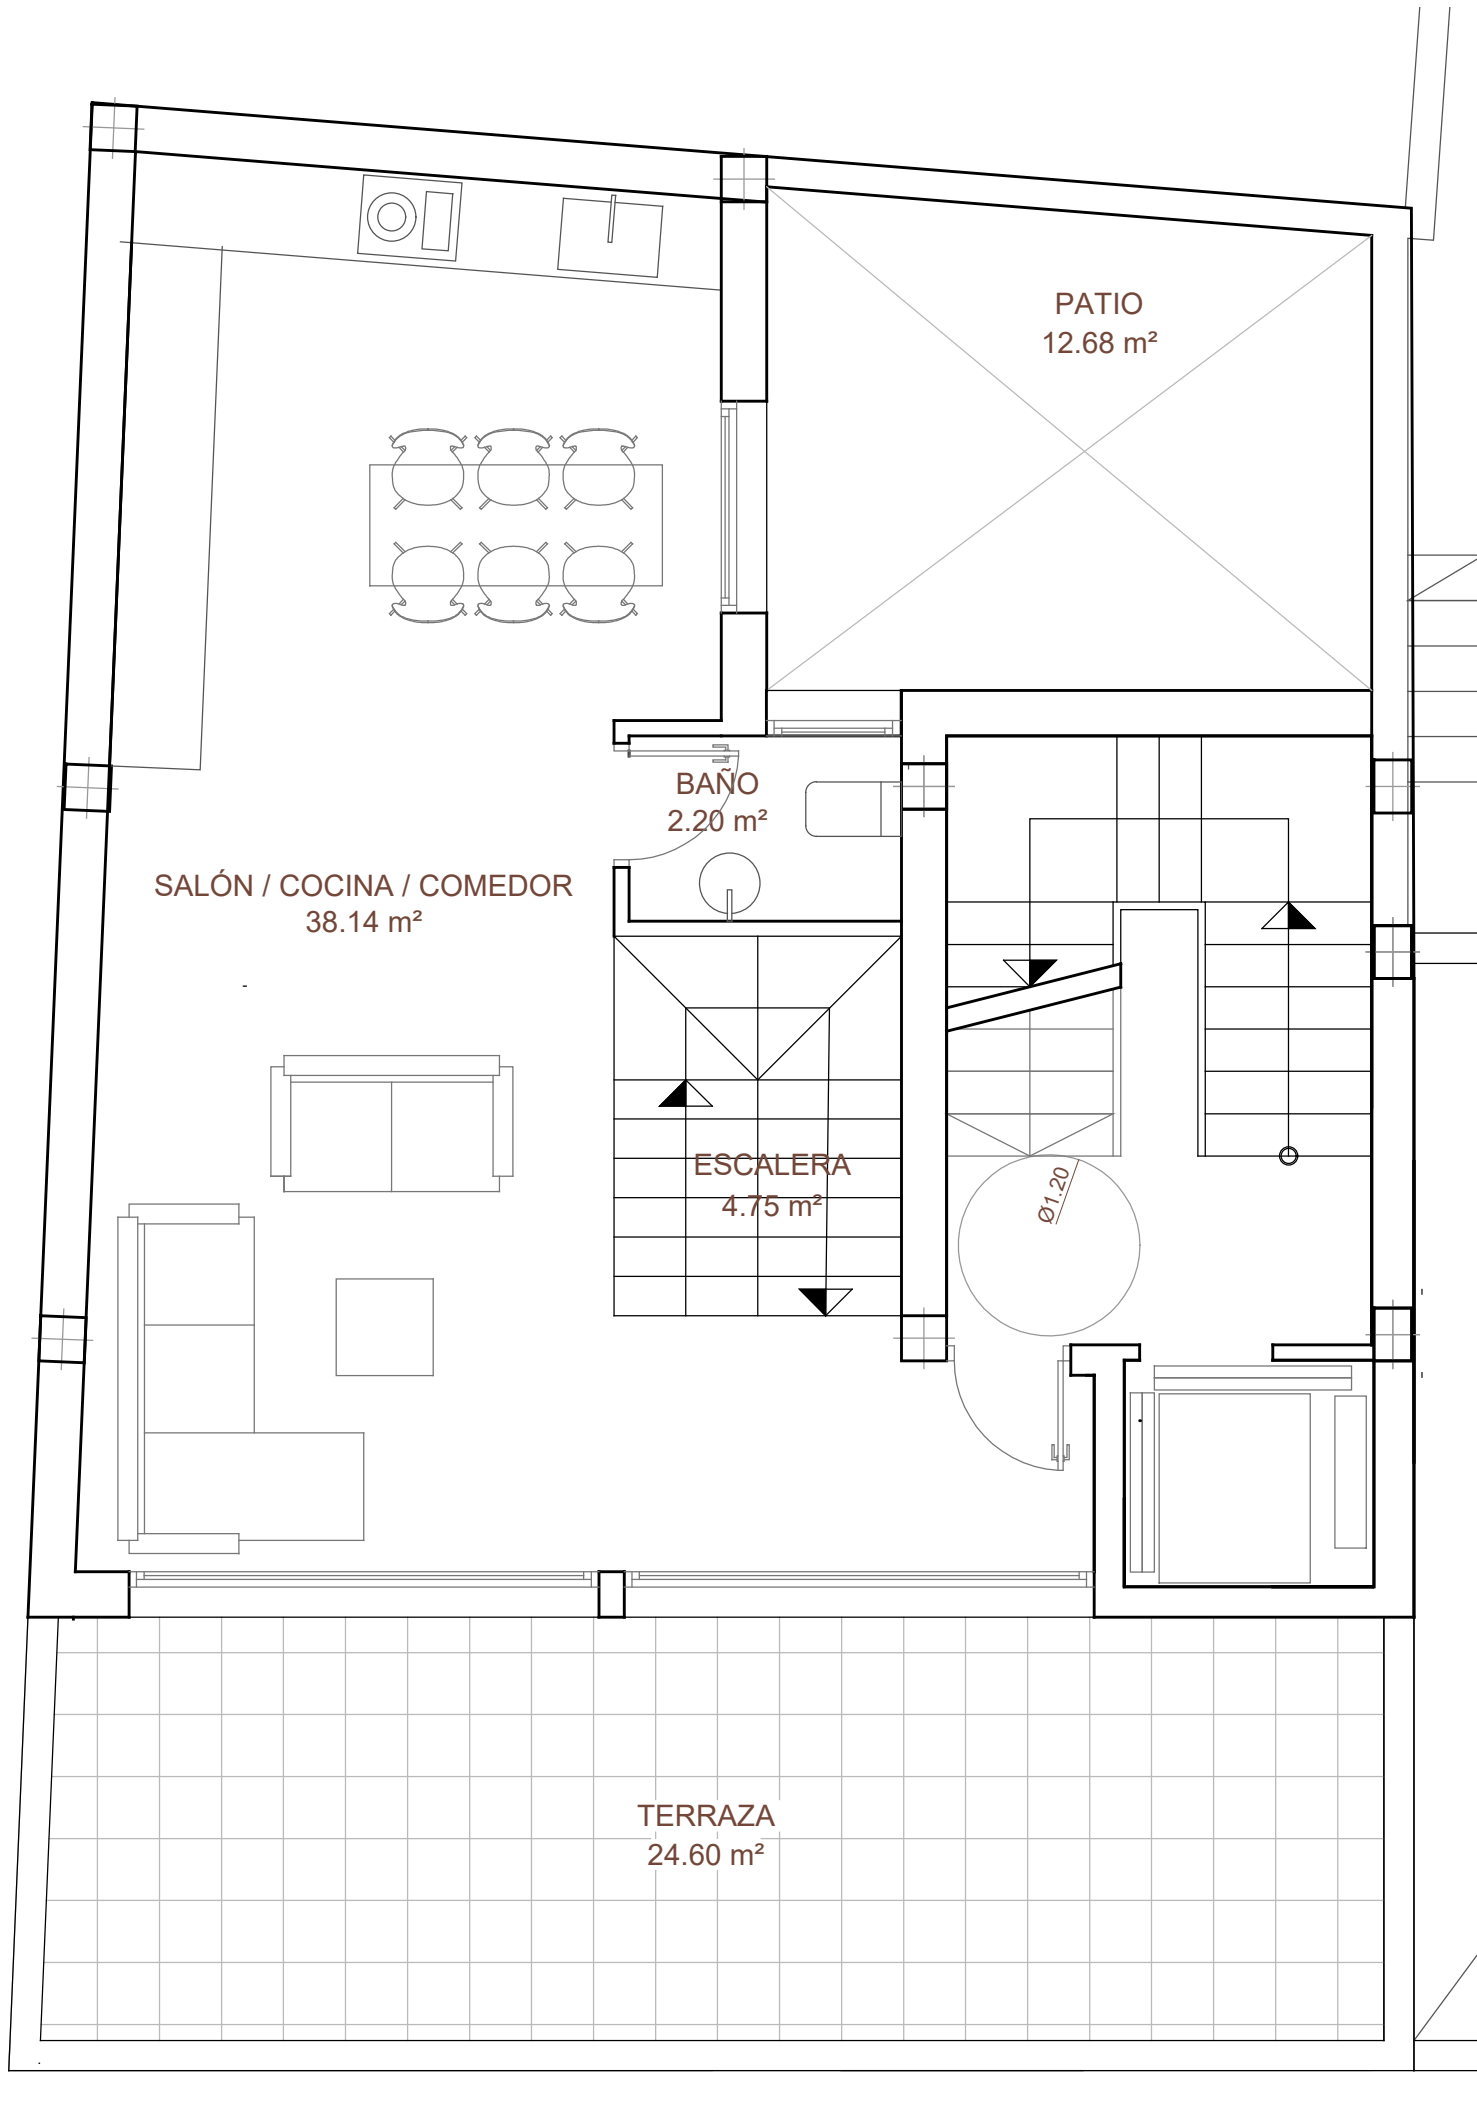 PATIO
12.68 m²
BAÑO
2.20 m²
SALÓN / COCINA / COMEDOR
38.14 m²
ESCALERA
4.75 m²
Ø1.20
TERRAZA
24.60 m²